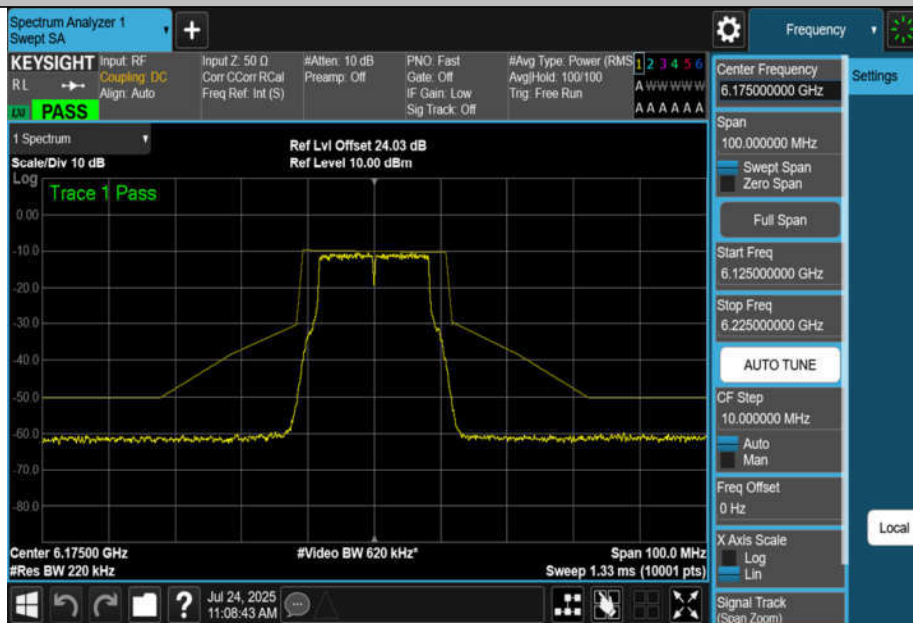 Spectrum Analyzer 1
Swept SA
+
Frequency
KEYSIGHT
RL
LXI
PASS
Input: RF
Coupling: DC
Align: Auto
Input Z: 50 Ω
Corr CCorr RCal
Freq Ref: Int (S)
#Atten: 10 dB
Preamp: Off
PNO: Fast
Gate: Off
IF Gain: Low
Sig Track: Off
#Avg Type: Power (RMS
Avg|Hold: 100/100
Trig: Free Run
1 2 3 4 5 6
A W W W W W
A A A A A A
1 Spectrum
Scale/Div 10 dB
Log
Ref Lvl Offset 24.03 dB
Ref Level 10.00 dBm
Trace 1 Pass
0.00
-10.0
-20.0
-30.0
-40.0
-50.0
-60.0
-70.0
-80.0
Center 6.17500 GHz
#Res BW 220 kHz
#Video BW 620 kHz*
Span 100.0 MHz
Sweep 1.33 ms (10001 pts)
Center Frequency
6.175000000 GHz
Span
100.000000 MHz
Swept Span
Zero Span
Full Span
Start Freq
6.125000000 GHz
Stop Freq
6.225000000 GHz
AUTO TUNE
CF Step
10.000000 MHz
Auto
Man
Freq Offset
0 Hz
X Axis Scale
Log
Lin
Signal Track
(Span Zoom)
Settings
Local
?
Jul 24, 2025
11:08:43 AM